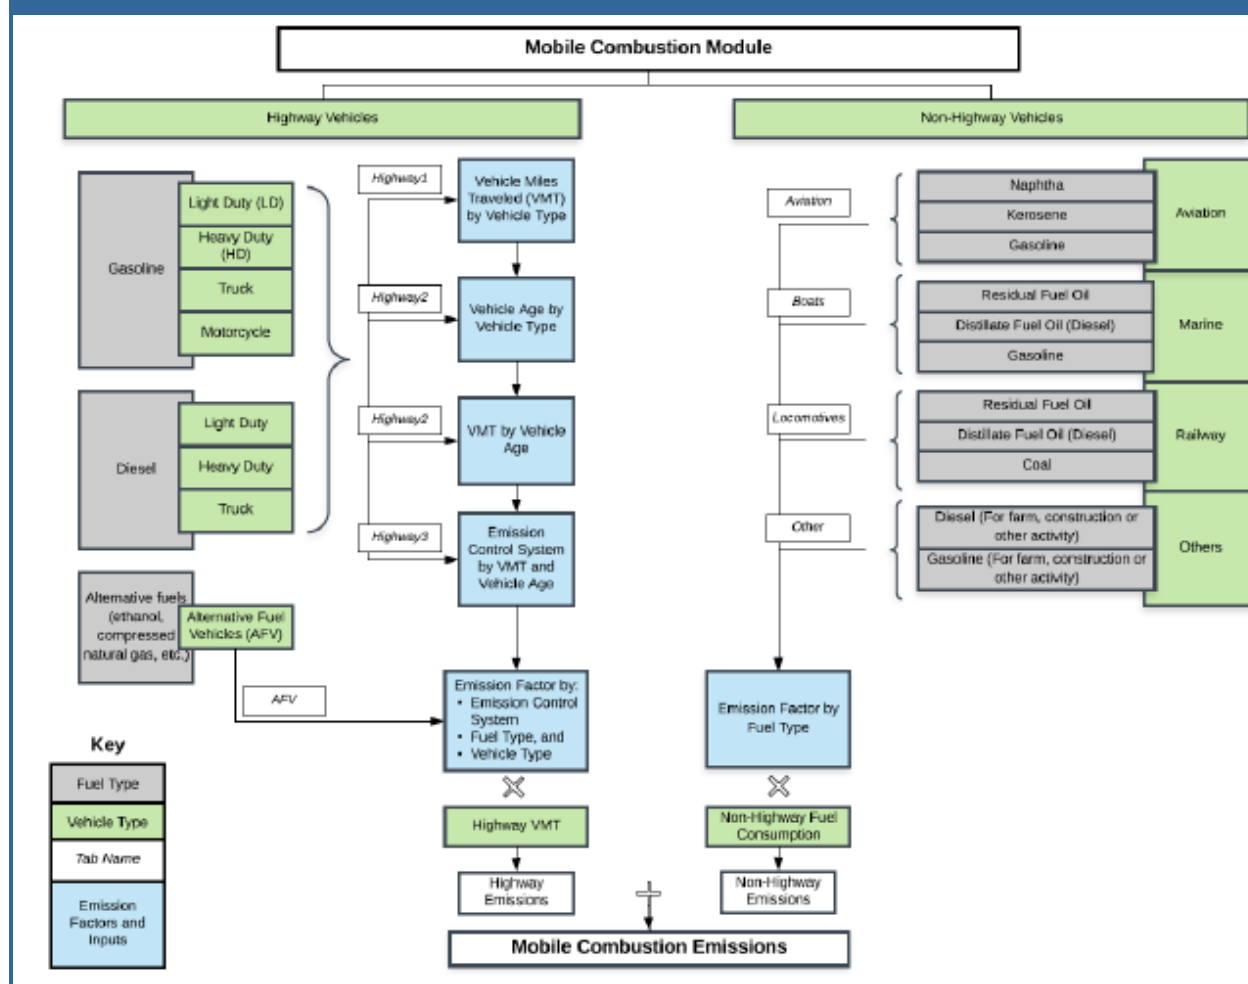 Mobile Combustion Module
Highway Vehicles
Non-Highway Vehicles
Gasoline
Light Duty (LD)
Heavy Duty
(HD)
Truck
Motorcycle
Diesel
Light Duty
Heavy Duty
Truck
Alternative fuels
(ethanol,
compressed
natural gas, etc.)
Alternative Fuel
Vehicles (AFV)
AFV
Highway1
Highway2
Highway2
Highway3
Vehicle Miles
Traveled (VMT)
by Vehicle Type
Vehicle Age by
Vehicle Type
VMT by Vehicle
Age
Emission
Control System
by VMT and
Vehicle Age
Emission Factor by:
• Emission Control
System
• Fuel Type, and
• Vehicle Type
Highway VMT
Highway
Emissions
Aviation
Boats
Locomotives
Other
Naphtha
Kerosene
Gasoline
Aviation
Residual Fuel Oil
Distillate Fuel Oil (Diesel)
Gasoline
Marine
Residual Fuel Oil
Distillate Fuel Oil (Diesel)
Coal
Railway
Diesel (For farm, construction or
other activity)
Gasoline (For farm, construction or
other activity)
Others
Emission Factor by
Fuel Type
Non-Highway Fuel
Consumption
Non-Highway
Emissions
Mobile Combustion Emissions
Key
Fuel Type
Vehicle Type
Tab Name
Emission
Factors and
Inputs